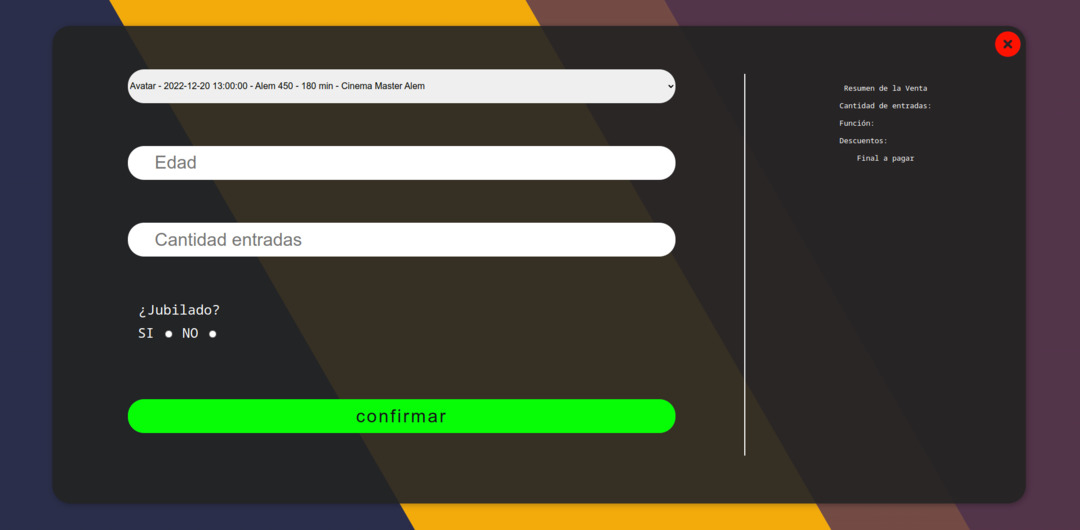 Avatar - 2022-12-20 13:00:00 - Alem 450 - 180 min - Cinema Master Alem
Edad
Cantidad entradas
¿Jubilado?
SI NO
confirmar
Resumen de la Venta
Cantidad de entradas:
Función:
Descuentos:
Final a pagar